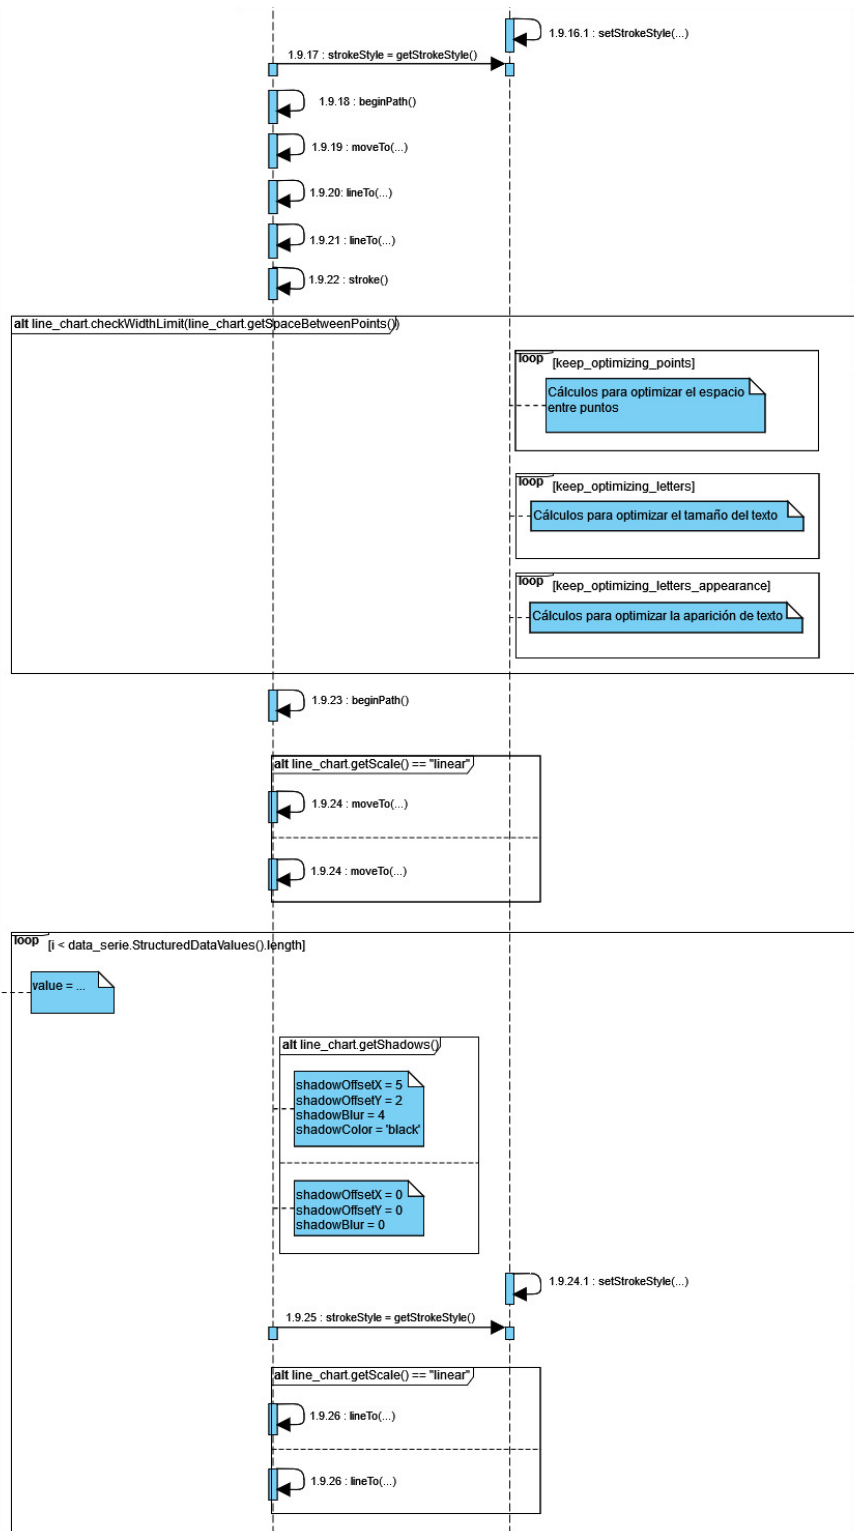 1.9.16.1 : setStrokeStyle(...)
1.9.17 : strokeStyle = getStrokeStyle()
1.9.18 : beginPath()
1.9.19 : moveTo(...)
1.9.20: lineTo(...)
1.9.21 : lineTo(...)
1.9.22 : stroke()
alt line_chart.checkWidthLimit(line_chart.getSpaceBetweenPoints())
loop [keep_optimizing_points]
Cálculos para optimizar el espacio
entre puntos
loop [keep_optimizing_letters]
Cálculos para optimizar el tamaño del texto
loop [keep_optimizing_letters_appearance]
Cálculos para optimizar la aparición de texto
1.9.23 : beginPath()
alt line_chart.getScale() == "linear"
1.9.24 : moveTo(...)
1.9.24 : moveTo(...)
loop [i < data_serie.StructuredDataValues().length]
value = ...
alt line_chart.getShadows()
shadowOffsetX = 5
shadowOffsetY = 2
shadowBlur = 4
shadowColor = 'black'
shadowOffsetX = 0
shadowOffsetY = 0
shadowBlur = 0
1.9.24.1 : setStrokeStyle(...)
1.9.25 : strokeStyle = getStrokeStyle()
alt line_chart.getScale() == "linear"
1.9.26 : lineTo(...)
1.9.26 : lineTo(...)